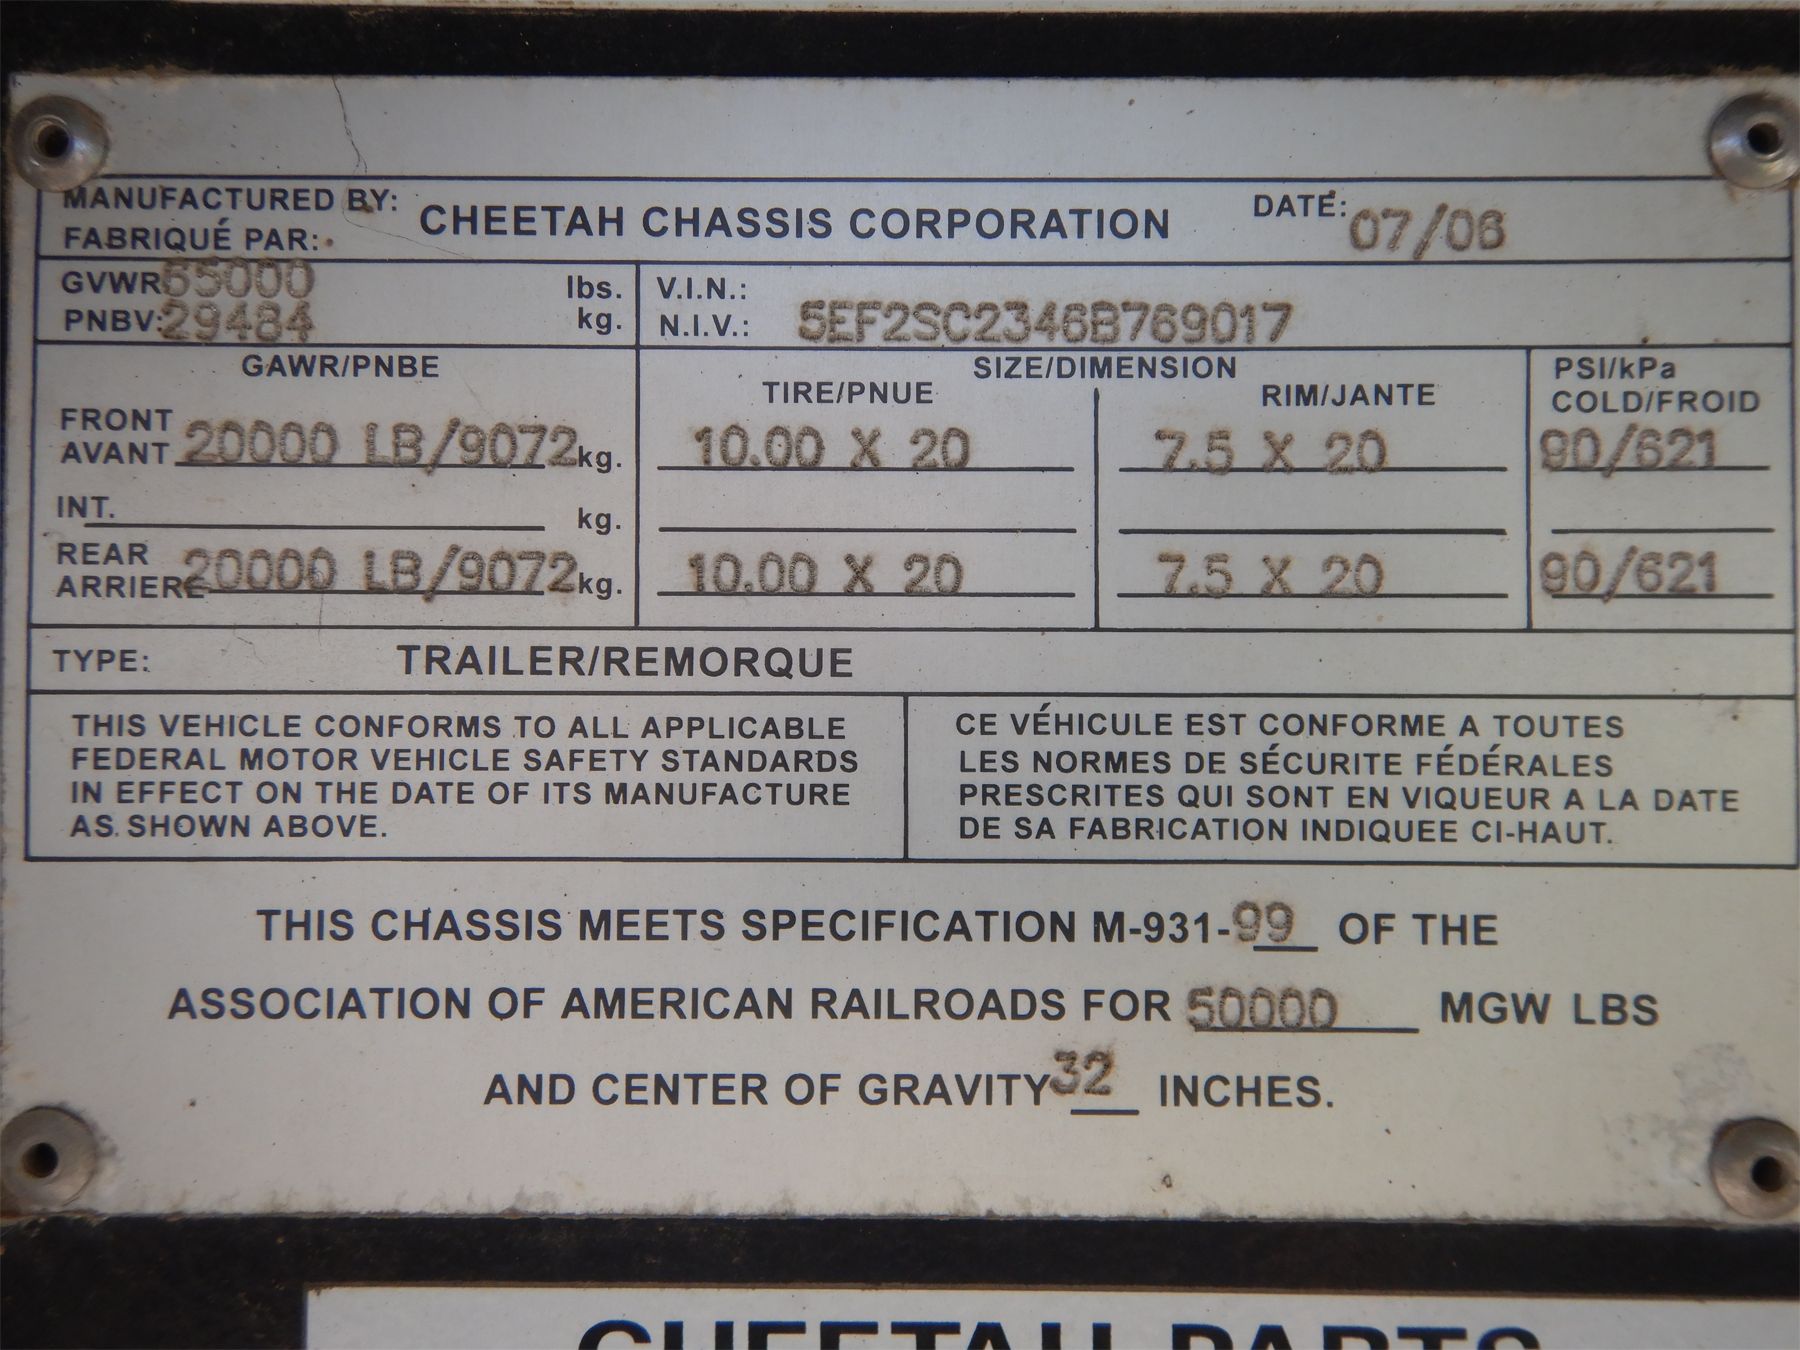 MANUFACTURED BY:
FABRIQUÉ PAR:
CHEETAH CHASSIS CORPORATION
DATE: 07/06
GVWR 65000 lbs.
PNBV: 29484 kg.
V.I.N.:
N.I.V.: 5EF2SC2346B769017
GAWR/PNBE
SIZE/DIMENSION
TIRE/PNUE
RIM/JANTE
PSI/kPa
COLD/FROID
FRONT
AVANT 20000 LB/9072 kg. 10.00 X 20 7.5 X 20 90/621
INT. kg.
REAR
ARRIERE 20000 LB/9072 kg. 10.00 X 20 7.5 X 20 90/621
TYPE: TRAILER/REMORQUE
THIS VEHICLE CONFORMS TO ALL APPLICABLE
FEDERAL MOTOR VEHICLE SAFETY STANDARDS
IN EFFECT ON THE DATE OF ITS MANUFACTURE
AS SHOWN ABOVE.
CE VÉHICULE EST CONFORME A TOUTES
LES NORMES DE SÉCURITE FÉDÉRALES
PRESCRITES QUI SONT EN VIQUEUR A LA DATE
DE SA FABRICATION INDIQUEE CI-HAUT.
THIS CHASSIS MEETS SPECIFICATION M-931-99 OF THE
ASSOCIATION OF AMERICAN RAILROADS FOR 50000 MGW LBS
AND CENTER OF GRAVITY 32 INCHES.
CHEETAH PARTS